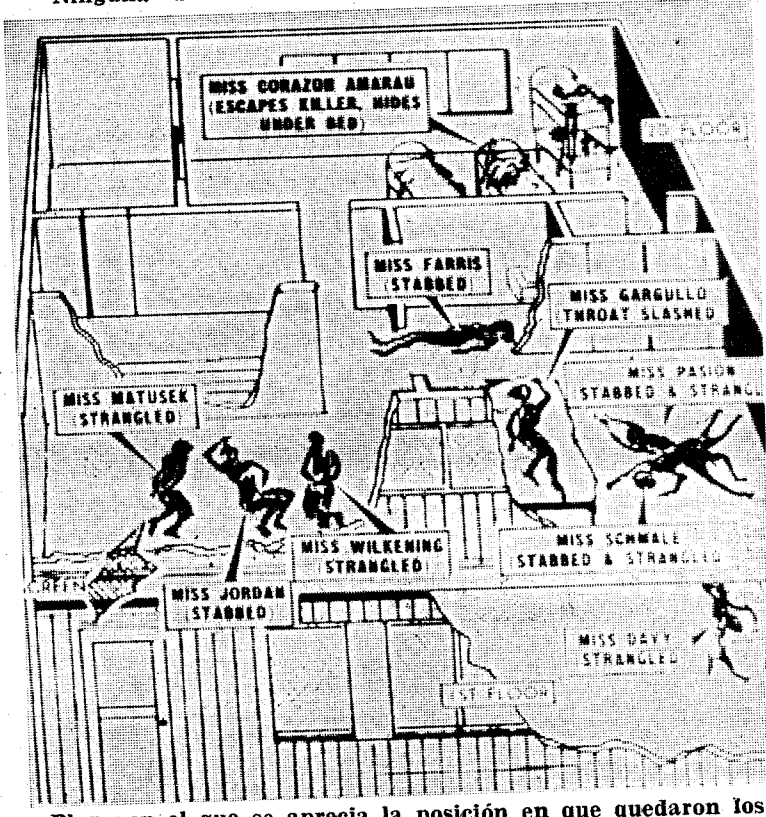 MISS CORAZON AMARAU
(ESCAPES KILLER, HIDES
UNDER BED)
FLOOR
MISS FARRIS
(STABBED)
MISS GARGULLO
(THROAT SLASHED
MISS PASION
STABBED & STRANGL
MISS MATUSEK
(STRANGLED)
MISS WILKENING
(STRANGLED)
MISS SCHMALE
STABBED & STRANGLED
GREEN
MISS JORDAN
(STABBED)
MISS DAVY
STRANGLED
1ST FLOOR
en el que se aprecia la posición en que quedaron los